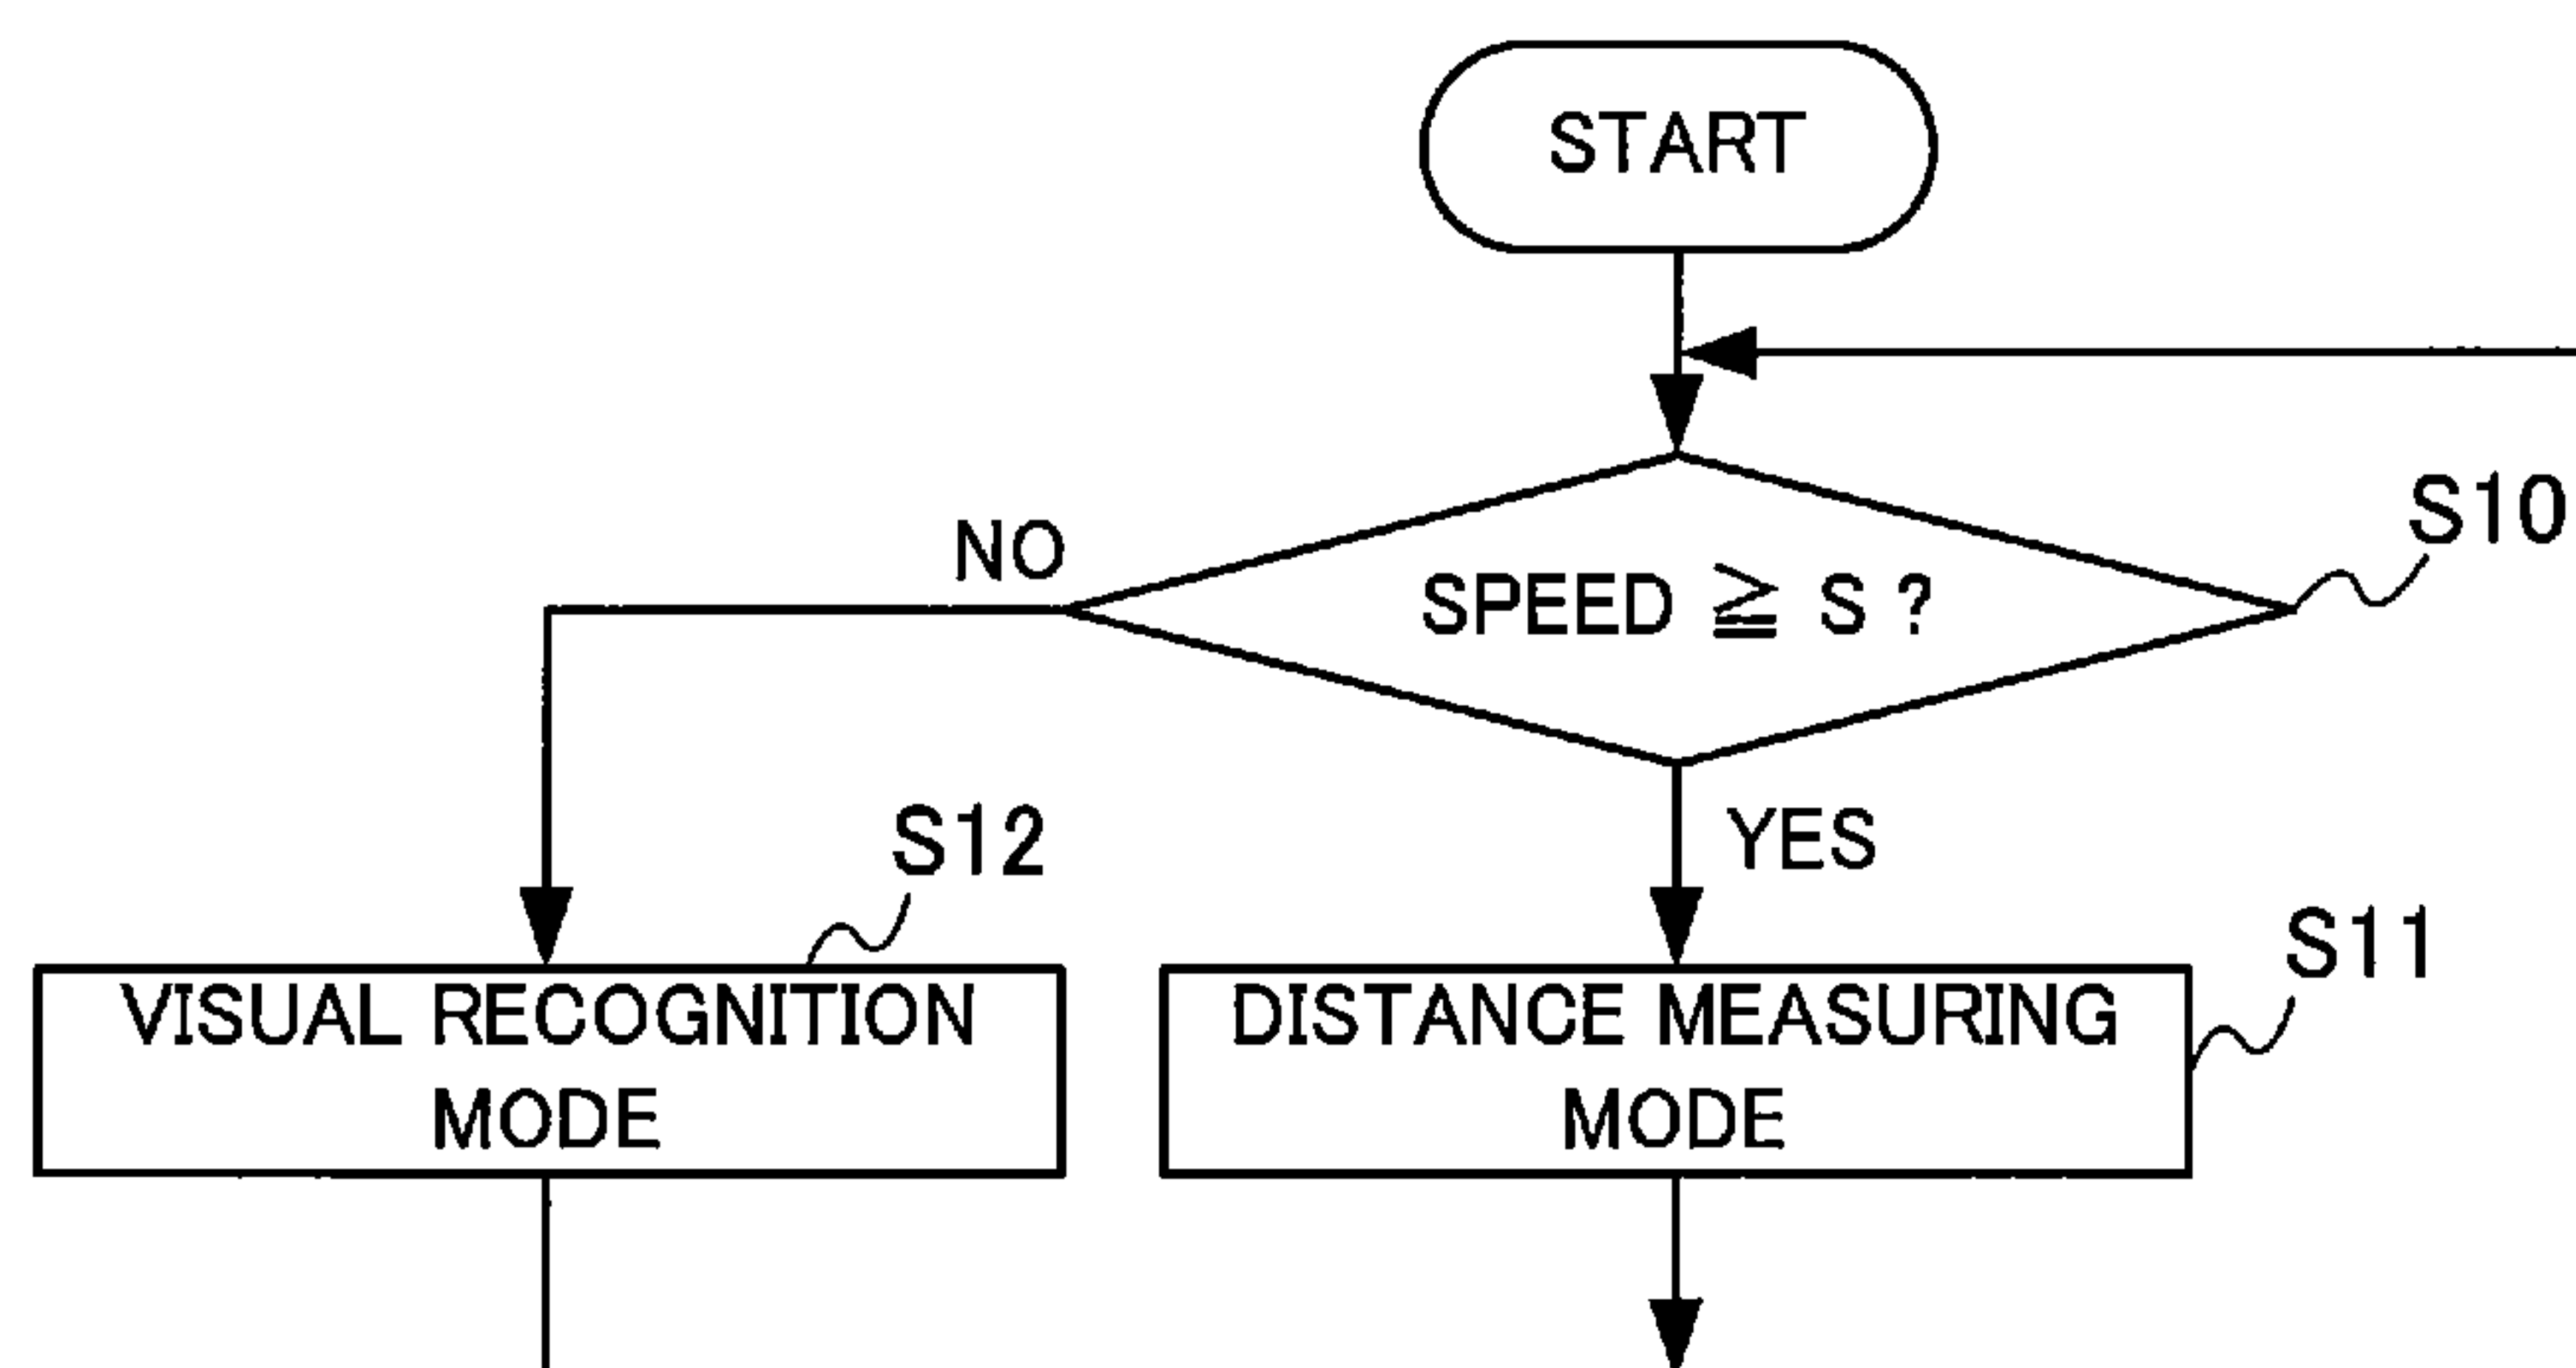 START
S10
NO
SPEED ≧ S ?
S12
YES
S11
VISUAL RECOGNITION
MODE
DISTANCE MEASURING
MODE